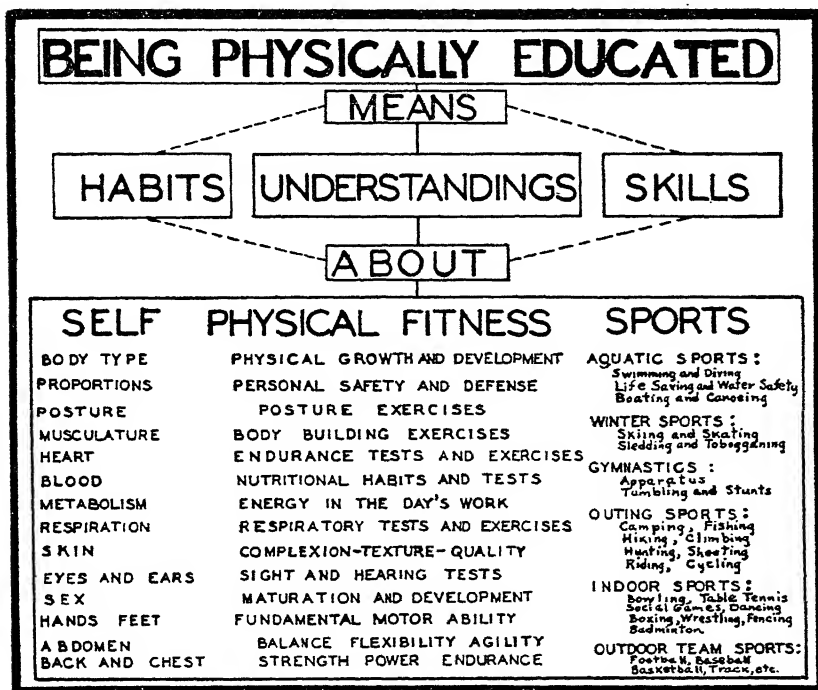 BEING PHYSICALLY EDUCATED
MEANS
HABITS
UNDERSTANDINGS
SKILLS
ABOUT
SELF
BODY TYPE
PROPORTIONS
POSTURE
MUSCULATURE
HEART
BLOOD
METABOLISM
RESPIRATION
SKIN
EYES AND EARS
SEX
HANDS FEET
ABDOMEN
BACK AND CHEST
PHYSICAL FITNESS
PHYSICAL GROWTH AND DEVELOPMENT
PERSONAL SAFETY AND DEFENSE
POSTURE EXERCISES
BODY BUILDING EXERCISES
ENDURANCE TESTS AND EXERCISES
NUTRITIONAL HABITS AND TESTS
ENERGY IN THE DAY'S WORK
RESPIRATORY TESTS AND EXERCISES
COMPLEXION-TEXTURE-QUALITY
SIGHT AND HEARING TESTS
MATURATION AND DEVELOPMENT
FUNDAMENTAL MOTOR ABILITY
BALANCE FLEXIBILITY AGILITY
STRENGTH POWER ENDURANCE
SPORTS
AQUATIC SPORTS:
Swimming and Diving
Life Saving and Water Safety
Boating and Canoeing
WINTER SPORTS:
Skiing and Skating
Sledding and Tobogganing
GYMNASTICS:
Apparatus
Tumbling and Stunts
OUTING SPORTS:
Camping, Fishing
Hiking, Climbing
Hunting, Shooting
Riding, Cycling
INDOOR SPORTS:
Bowling, Table Tennis
Social Games, Dancing
Boxing, Wrestling, Fencing
Badminton
OUTDOOR TEAM SPORTS:
Football, Baseball
Basketball, Track, etc.